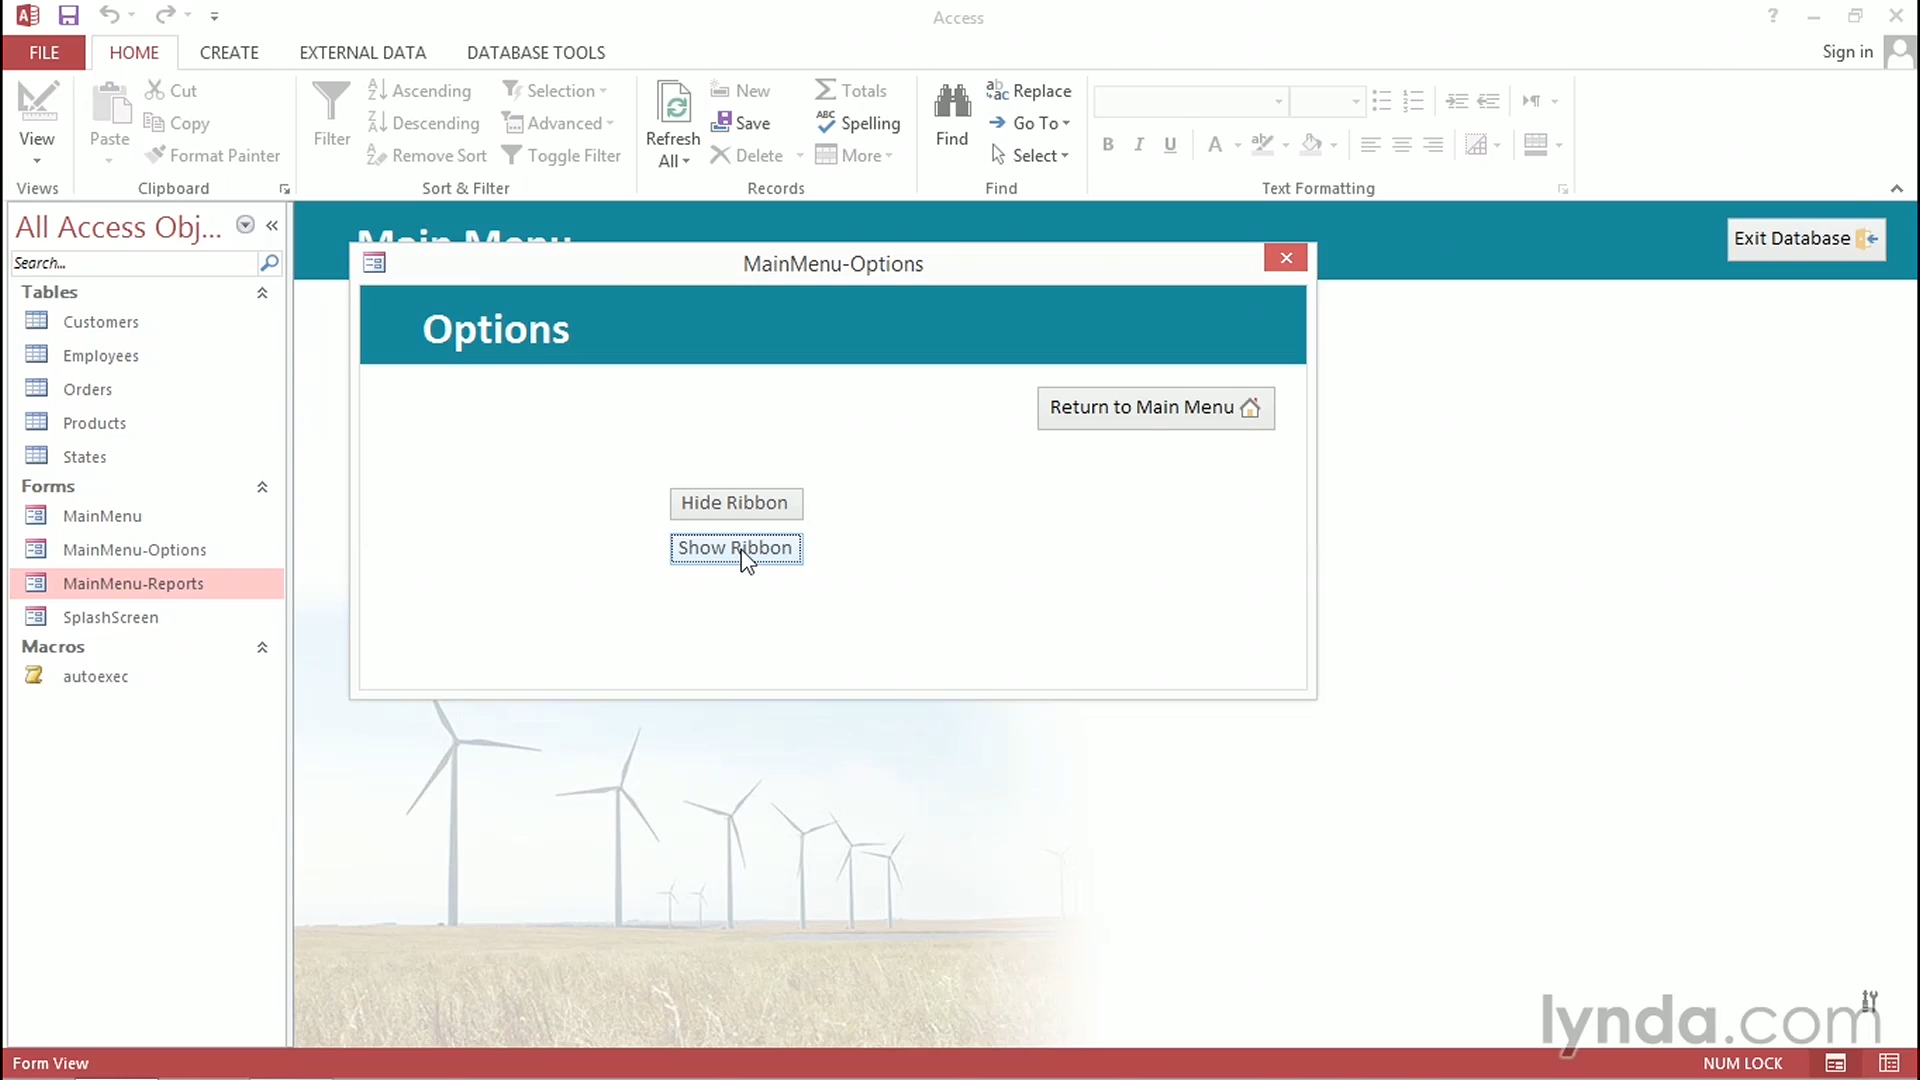 Access
?
FILE
HOME
CREATE
EXTERNAL DATA
DATABASE TOOLS
Sign in
View
Paste
Cut
Copy
Format Painter
Filter
Ascending
Descending
Remove Sort
Selection
Advanced
Toggle Filter
Refresh
All
New
Save
Delete
Totals
Spelling
More
Find
Replace
Go To
Select
B I U A
Views
Clipboard
Sort & Filter
Records
Find
Text Formatting
All Access Obj...
Search...
Tables
Customers
Employees
Orders
Products
States
Forms
MainMenu
MainMenu-Options
MainMenu-Reports
SplashScreen
Macros
autoexec
Main Menu
Exit Database
MainMenu-Options
Options
Return to Main Menu
Hide Ribbon
Show Ribbon
lynda.com
Form View
NUM LOCK